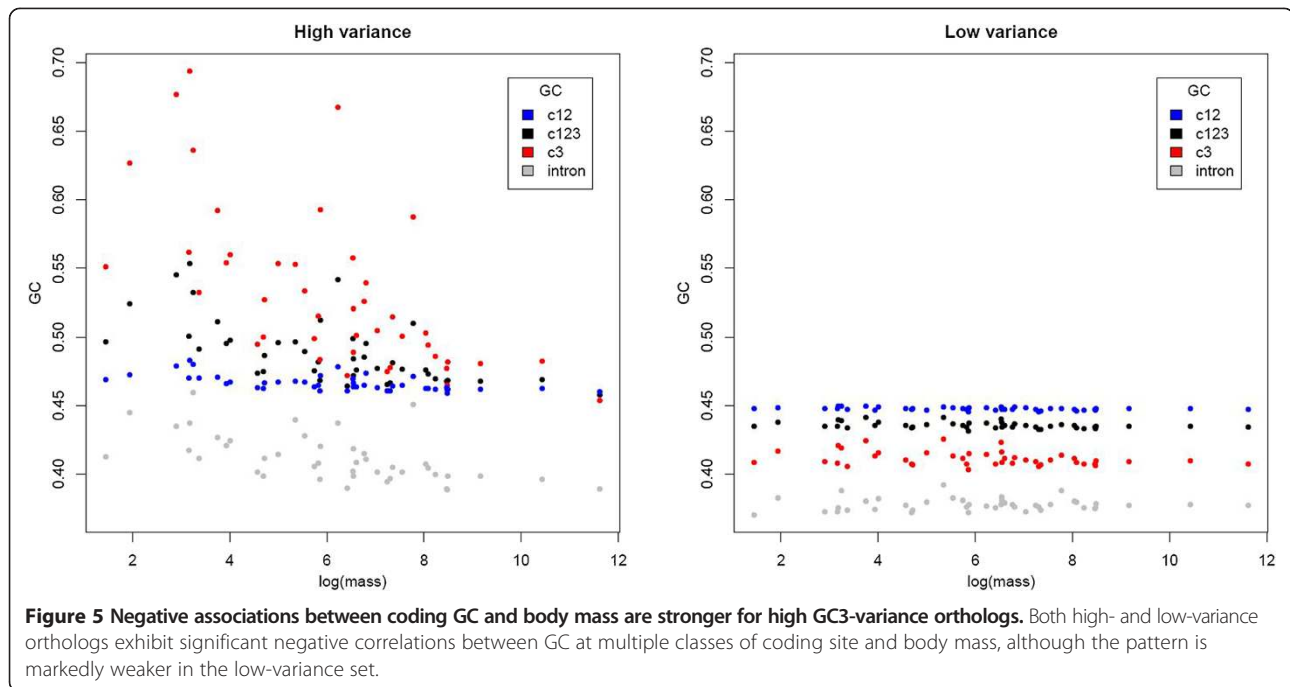 High variance
GC
0.40 0.45 0.50 0.55 0.60 0.65 0.70
GC
c12
c123
c3
intron
2 4 6 8 10 12
log(mass)
Low variance
GC
0.40 0.45 0.50 0.55 0.60 0.65 0.70
GC
c12
c123
c3
intron
2 4 6 8 10 12
log(mass)
Figure 5 Negative associations between coding GC and body mass are stronger for high GC3-variance orthologs. Both high- and low-variance
orthologs exhibit significant negative correlations between GC at multiple classes of coding site and body mass, although the pattern is
markedly weaker in the low-variance set.